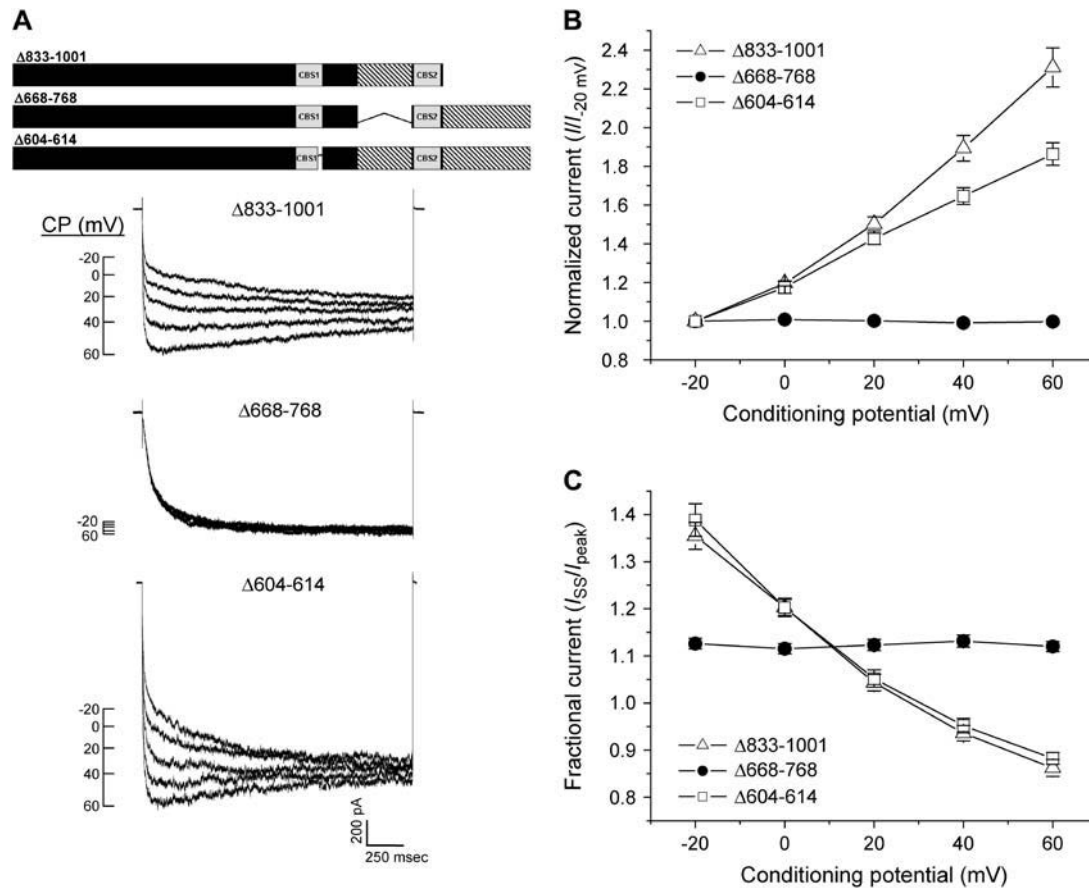 A
Δ833-1001
CBS1 CBS2
Δ668-768
CBS1 CBS2
Δ604-614
CBS1 CBS2
Δ833-1001
CP (mV)
-20
0
20
40
60
Δ668-768
-20
60
Δ604-614
-20
0
20
40
60
200 pA
250 msec
B
Normalized current (I/I-20 mV)
2.4
2.2
2.0
1.8
1.6
1.4
1.2
1.0
0.8
Δ833-1001
Δ668-768
Δ604-614
-20 0 20 40 60
Conditioning potential (mV)
C
Fractional current (ISS/Ipeak)
1.4
1.3
1.2
1.1
1.0
0.9
0.8
Δ833-1001
Δ668-768
Δ604-614
-20 0 20 40 60
Conditioning potential (mV)